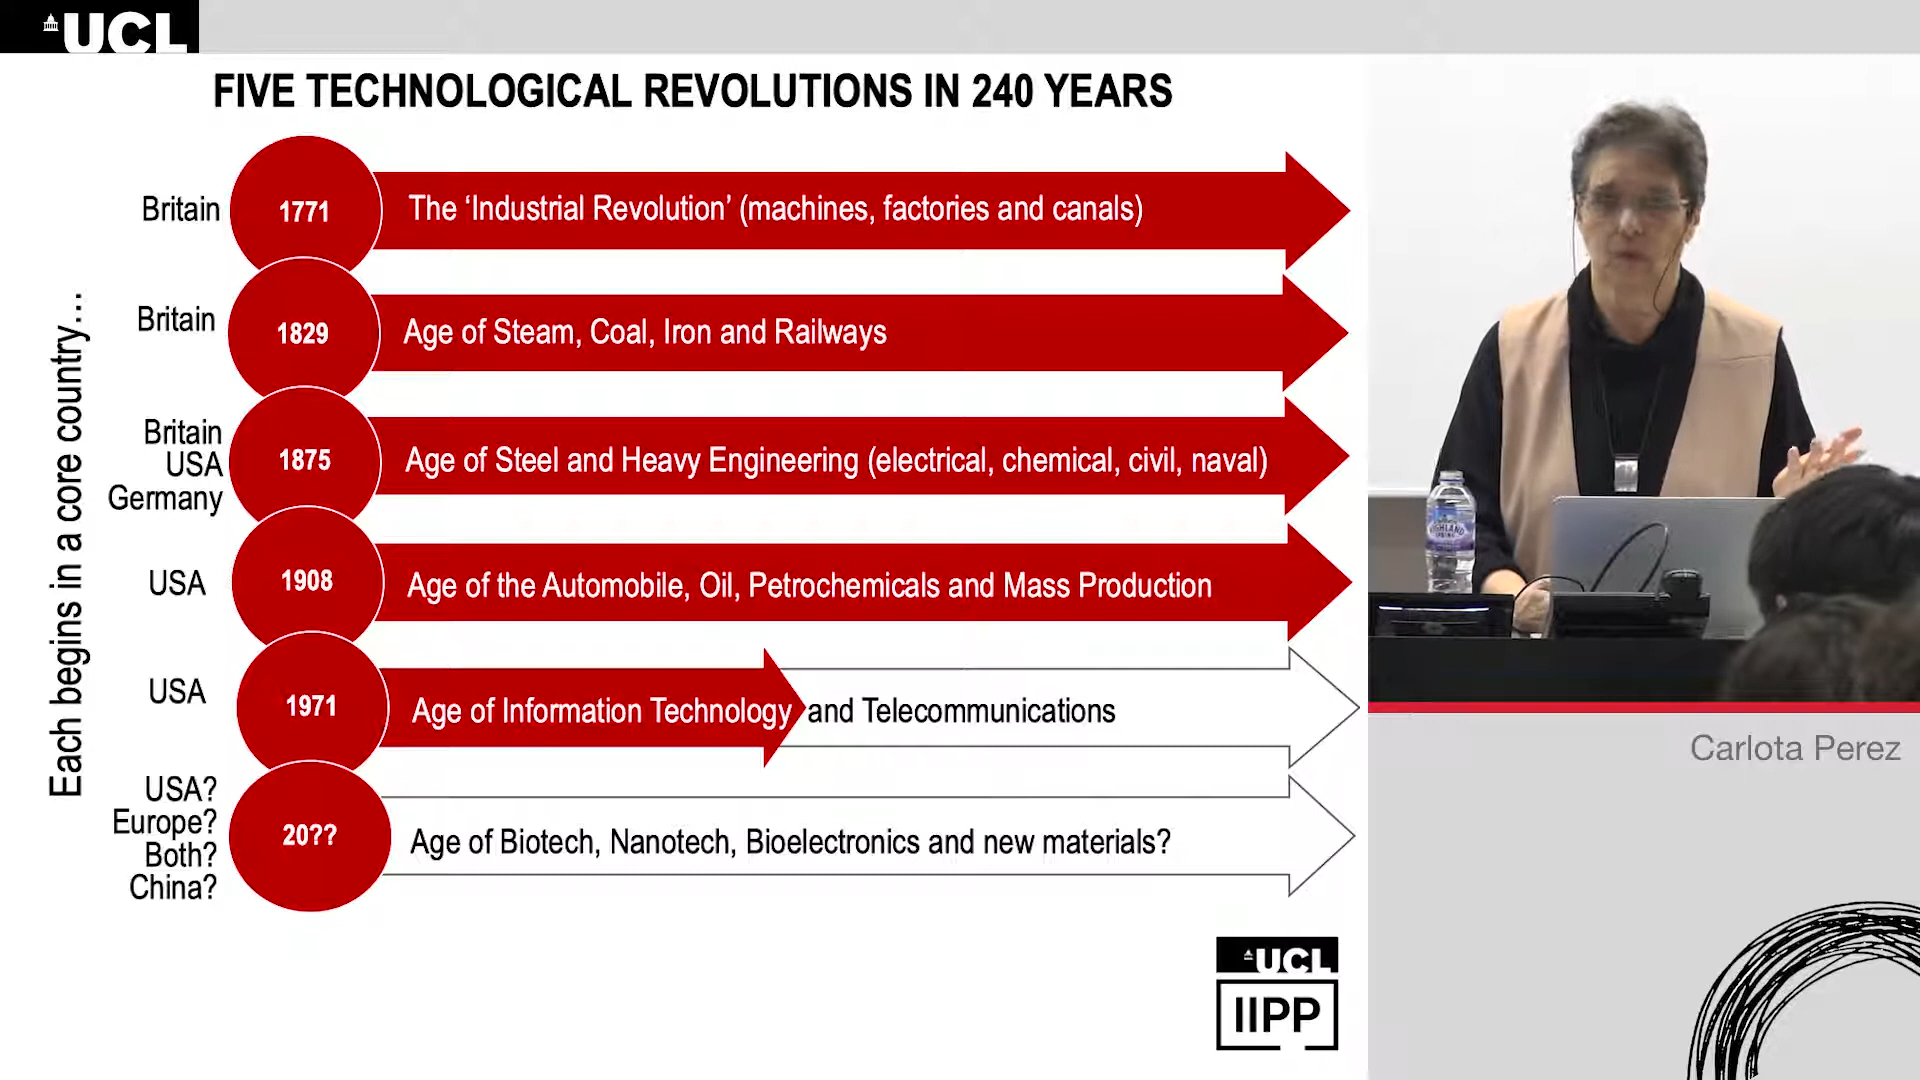 UCL
FIVE TECHNOLOGICAL REVOLUTIONS IN 240 YEARS
Each begins in a core country…
Britain
1771
The ‘Industrial Revolution’ (machines, factories and canals)
Britain
1829
Age of Steam, Coal, Iron and Railways
Britain
USA
Germany
1875
Age of Steel and Heavy Engineering (electrical, chemical, civil, naval)
USA
1908
Age of the Automobile, Oil, Petrochemicals and Mass Production
USA
1971
Age of Information Technology and Telecommunications
USA?
Europe?
Both?
China?
20??
Age of Biotech, Nanotech, Bioelectronics and new materials?
UCL
IIPP
HIGHLAND
SPRING
Carlota Perez